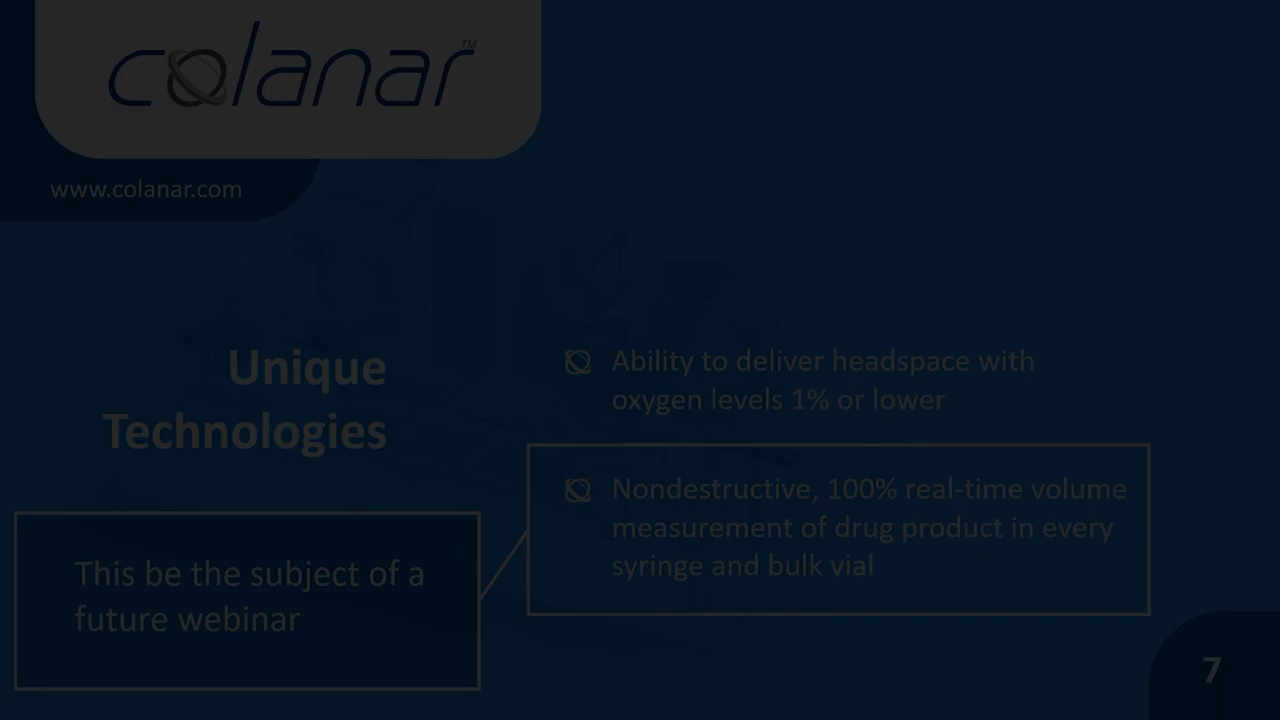 colanar™
www.colanar.com
Unique
Technologies
Ability to deliver headspace with
oxygen levels 1% or lower
Nondestructive, 100% real-time volume
measurement of drug product in every
syringe and bulk vial
This be the subject of a
future webinar
7